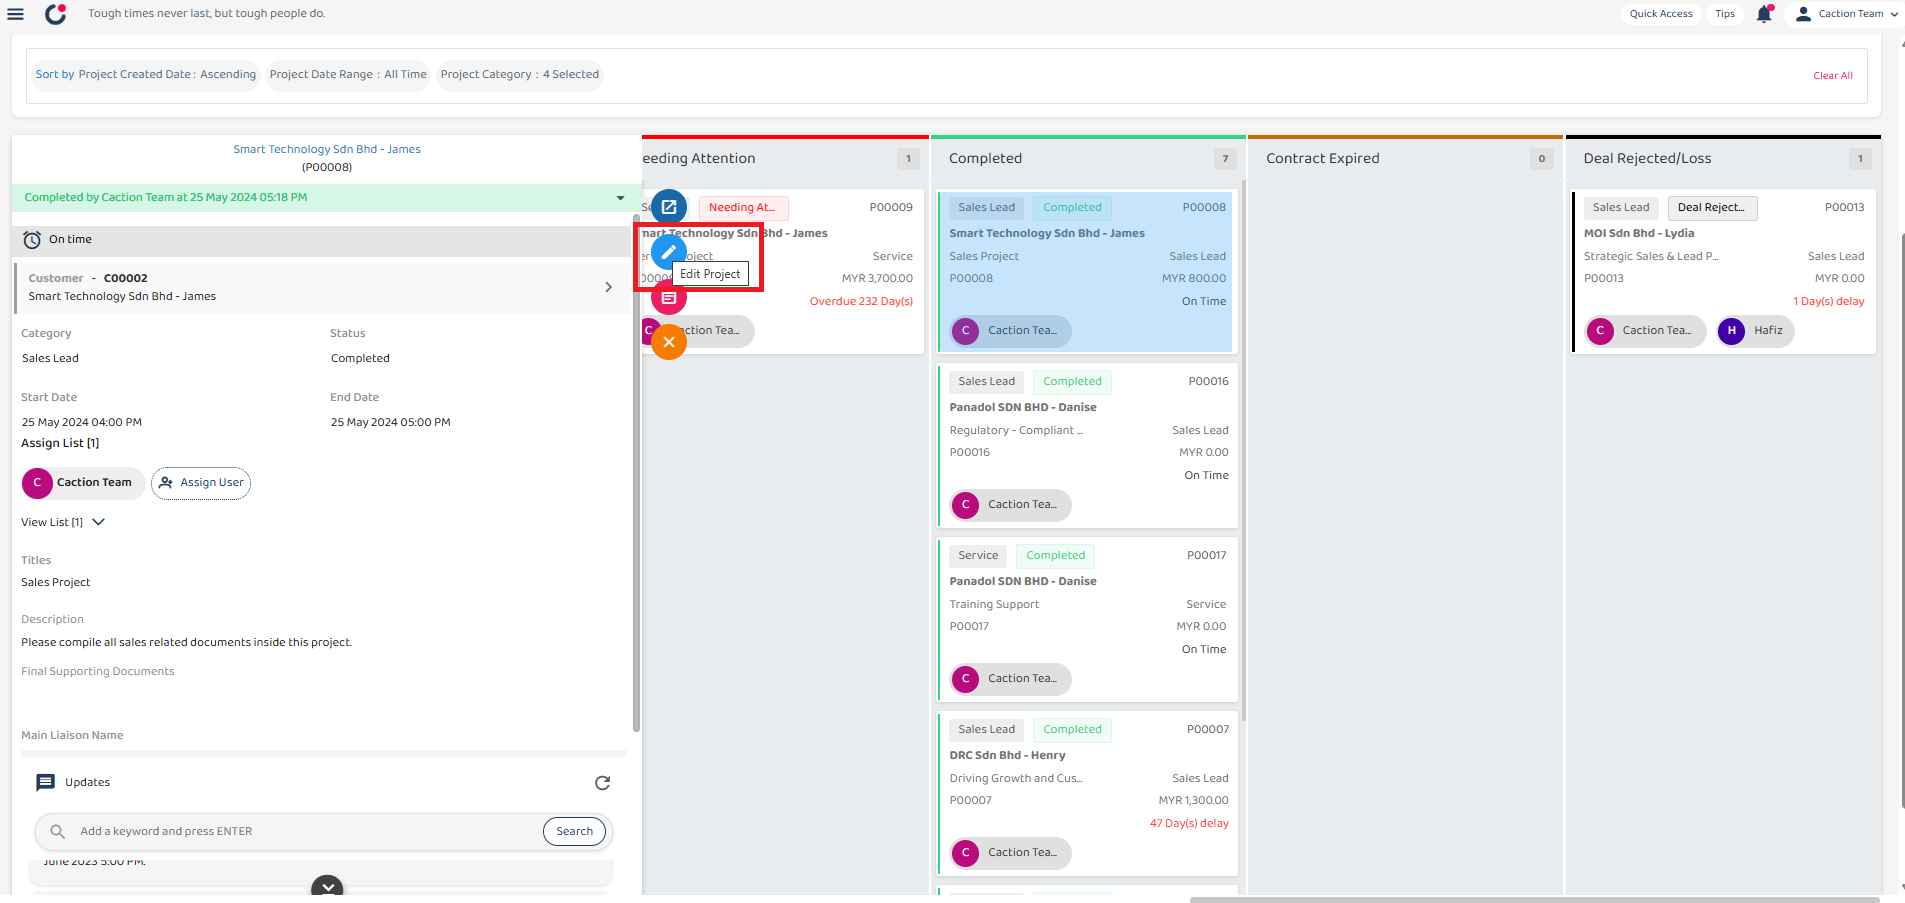 Tough times never last, but tough people do.
Quick Access Tips Caction Team
Sort by Project Created Date : Ascending Project Date Range : All Time Project Category : 4 Selected Clear All
Smart Technology Sdn Bhd - James
(P00008)
Completed by Caction Team at 25 May 2024 05:18 PM
On time
Customer - C00002
Smart Technology Sdn Bhd - James
Category Status
Sales Lead Completed
Start Date End Date
25 May 2024 04:00 PM 25 May 2024 05:00 PM
Assign List [1]
C Caction Team Assign User
View List [1]
Titles
Sales Project
Description
Please compile all sales related documents inside this project.
Final Supporting Documents
Main Liaison Name
Updates
Add a keyword and press ENTER Search
June 2023 5:00 PM.
eeding Attention 1
Se Needing At... P00009
mart Technology Sdn Bhd - James
er oject Service
00009 MYR 3,700.00
Edit Project
Overdue 232 Day(s)
C action Tea...
Completed 7
Sales Lead Completed P00008
Smart Technology Sdn Bhd - James
Sales Project Sales Lead
P00008 MYR 800.00
On Time
C Caction Tea...
Sales Lead Completed P00016
Panadol SDN BHD - Danise
Regulatory - Compliant ... Sales Lead
P00016 MYR 0.00
On Time
C Caction Tea...
Service Completed P00017
Panadol SDN BHD - Danise
Training Support Service
P00017 MYR 0.00
On Time
C Caction Tea...
Sales Lead Completed P00007
DRC Sdn Bhd - Henry
Driving Growth and Cus... Sales Lead
P00007 MYR 1,300.00
47 Day(s) delay
C Caction Tea...
Contract Expired 0
Deal Rejected/Loss 1
Sales Lead Deal Reject... P00013
MOI Sdn Bhd - Lydia
Strategic Sales & Lead P... Sales Lead
P00013 MYR 0.00
1 Day(s) delay
C Caction Tea... H Hafiz